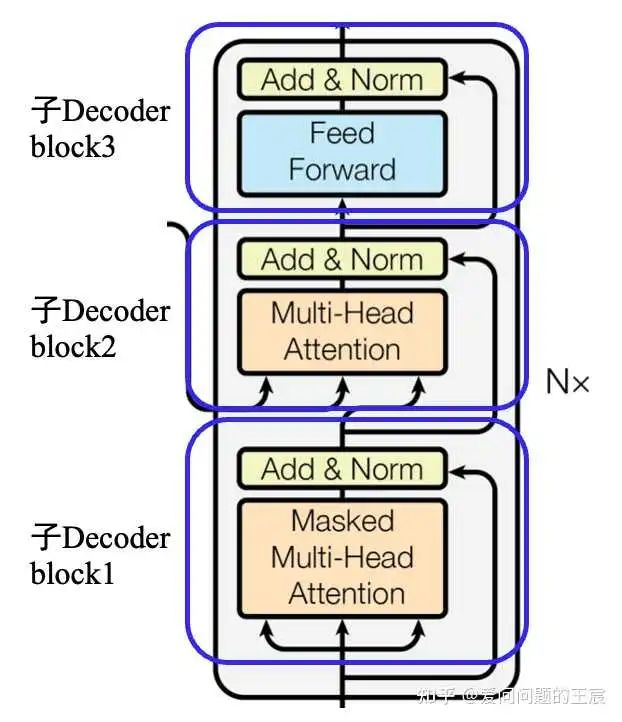 Add & Norm
Feed
Forward
子Decoder
block3
Add & Norm
Multi-Head
Attention
子Decoder
block2
N×
Add & Norm
Masked
Multi-Head
Attention
子Decoder
block1
知乎 @爱问问题的王宸